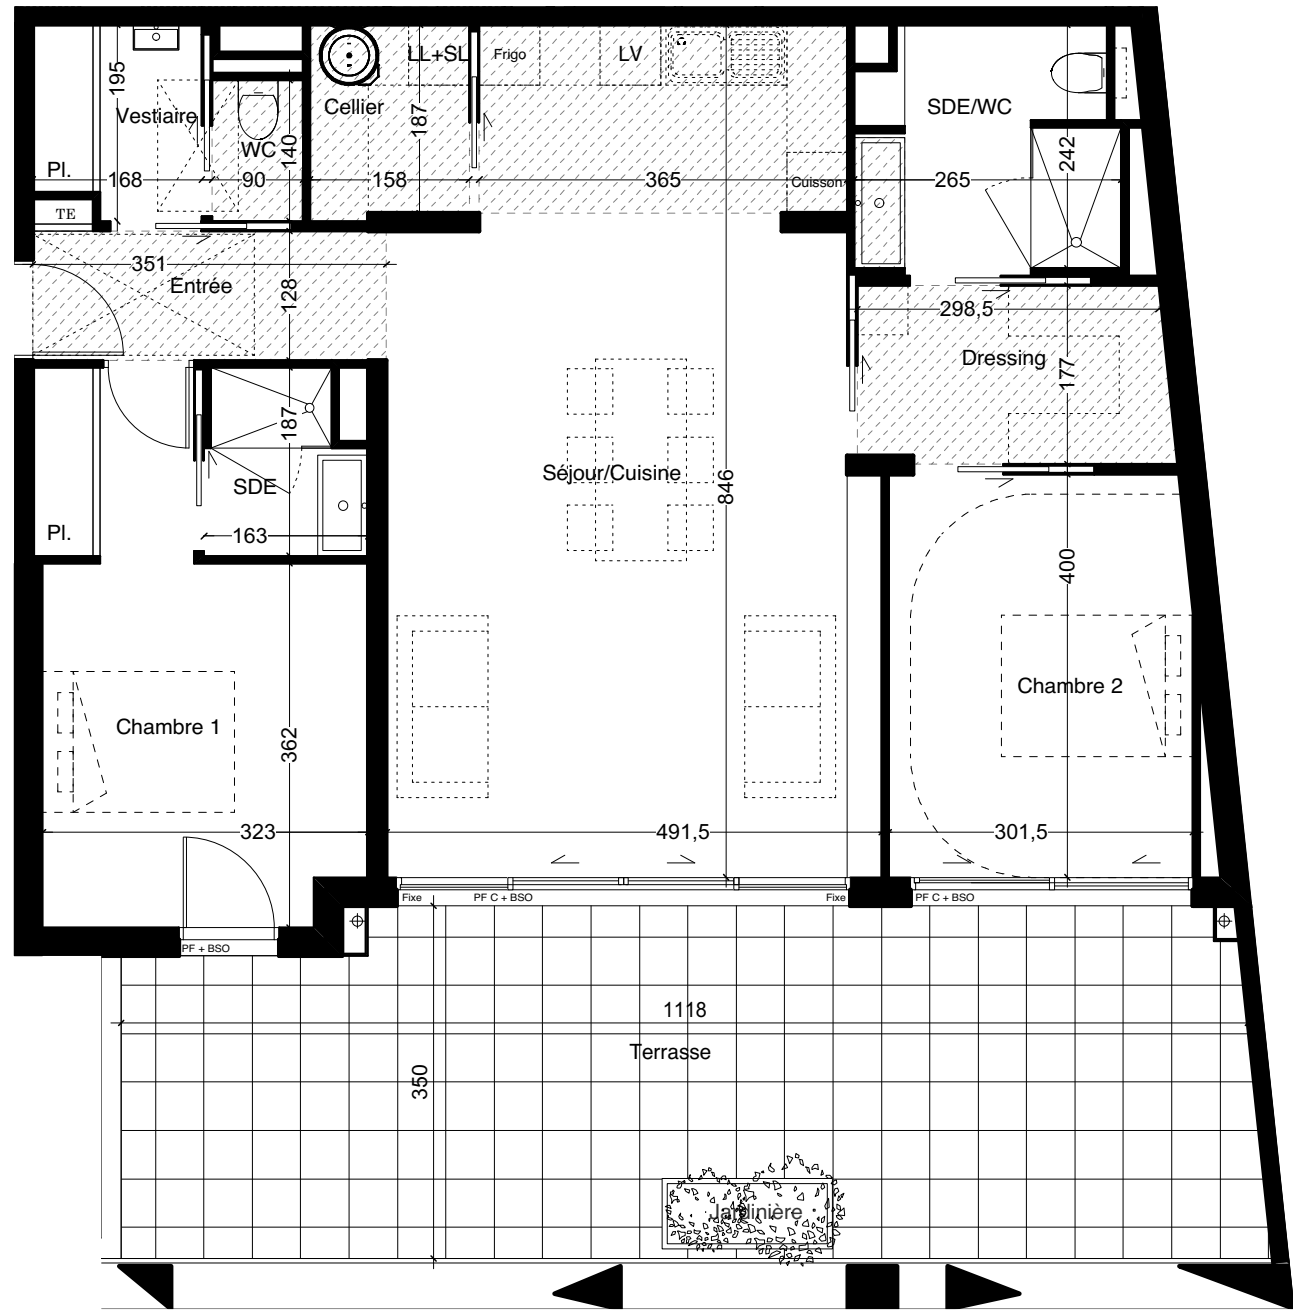 LL+SL
Frigo
LV
195
Vestiaire
Cellier
187
SDE/WC
WC
140
242
Pl.
168
90
158
365
Cuisson
265
TE
351
Entrée
128
298,5
Dressing
177
187
Séjour/Cuisine
846
SDE
Pl.
163
400
Chambre 2
Chambre 1
362
323
491,5
301,5
Fixe
PF C + BSO
Fixe
PF C + BSO
PF + BSO
1118
Terrasse
350
Jardinière